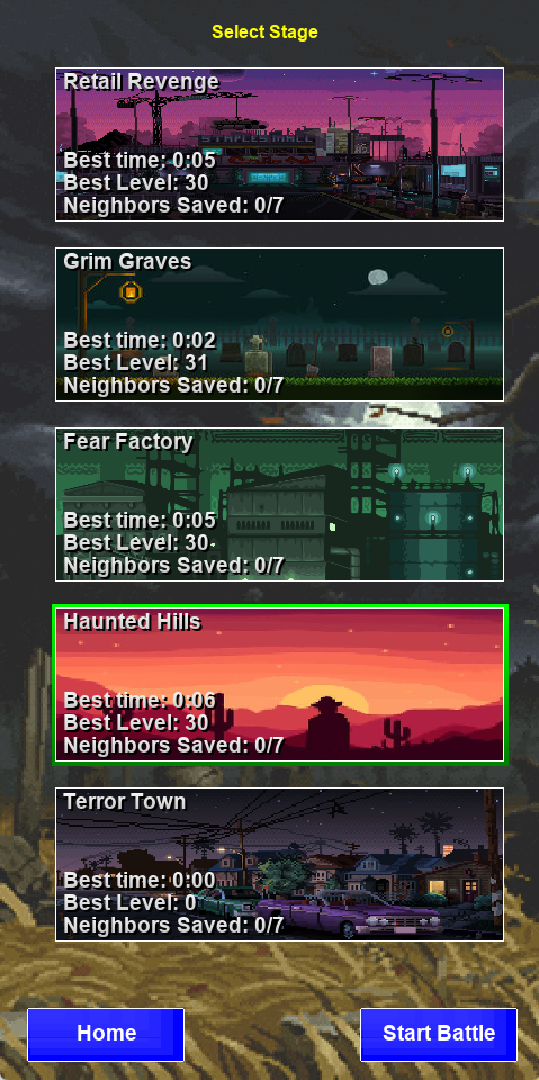 Select Stage
Retail Revenge
STAPLES MALL
Best time: 0:05
Best Level: 30
Neighbors Saved: 0/7
Grim Graves
Best time: 0:02
Best Level: 31
Neighbors Saved: 0/7
Fear Factory
Best time: 0:05
Best Level: 30
Neighbors Saved: 0/7
Haunted Hills
Best time: 0:06
Best Level: 30
Neighbors Saved: 0/7
Terror Town
Best time: 0:00
Best Level: 0
Neighbors Saved: 0/7
Home
Start Battle